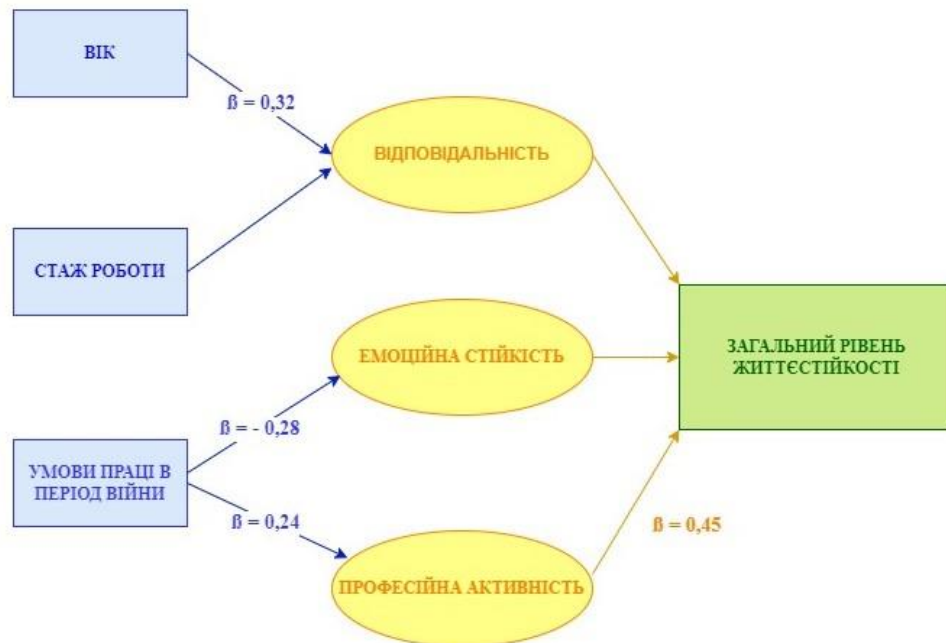 ВІК
ß = 0,32
ВІДПОВІДАЛЬНІСТЬ
СТАЖ РОБОТИ
ЗАГАЛЬНИЙ РІВЕНЬ
ЖИТТЄСТІЙКОСТІ
ЕМОЦІЙНА СТІЙКІСТЬ
ß = - 0,28
УМОВИ ПРАЦІ В
ПЕРІОД ВІЙНИ
ß = 0,24
ß = 0,45
ПРОФЕСІЙНА АКТИВНІСТЬ